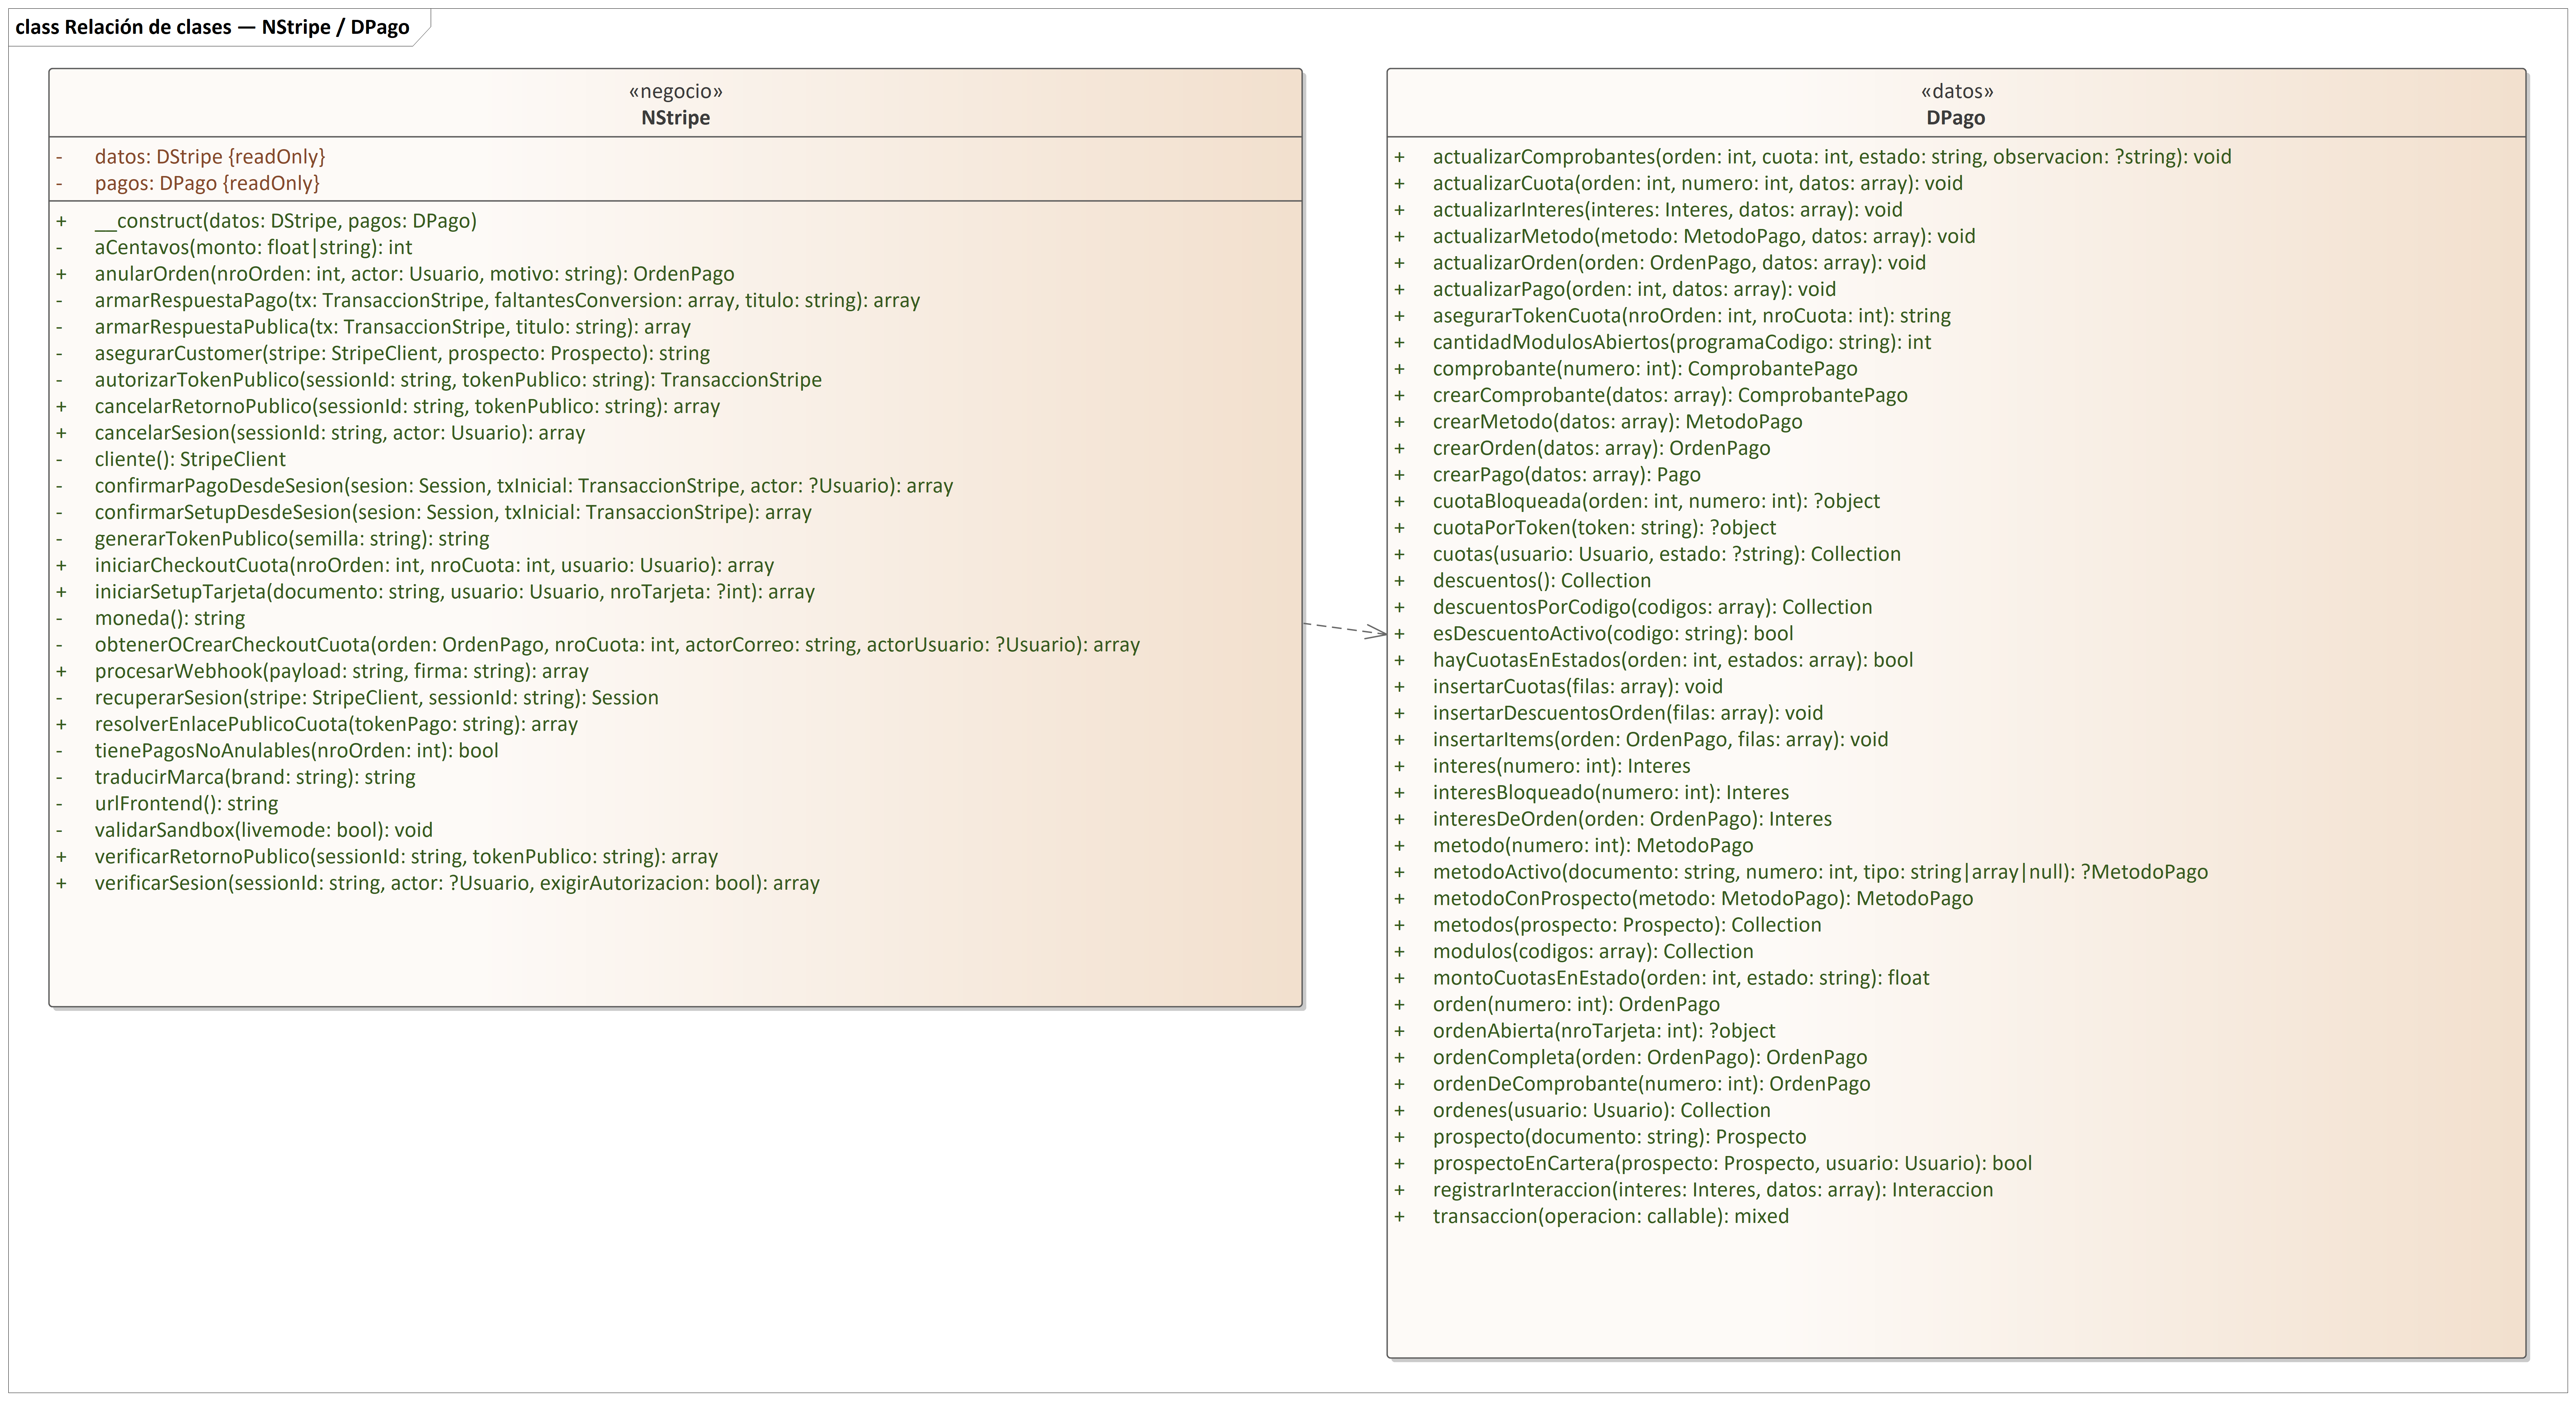 class Relación de clases — NStripe / DPago
«negocio»
NStripe
- datos: DStripe {readOnly}
- pagos: DPago {readOnly}
+ __construct(datos: DStripe, pagos: DPago)
- aCentavos(monto: float|string): int
+ anularOrden(nroOrden: int, actor: Usuario, motivo: string): OrdenPago
- armarRespuestaPago(tx: TransaccionStripe, faltantesConversion: array, titulo: string): array
- armarRespuestaPublica(tx: TransaccionStripe, titulo: string): array
- asegurarCustomer(stripe: StripeClient, prospecto: Prospecto): string
- autorizarTokenPublico(sessionId: string, tokenPublico: string): TransaccionStripe
+ cancelarRetornoPublico(sessionId: string, tokenPublico: string): array
+ cancelarSesion(sessionId: string, actor: Usuario): array
- cliente(): StripeClient
- confirmarPagoDesdeSesion(sesion: Session, txInicial: TransaccionStripe, actor: ?Usuario): array
- confirmarSetupDesdeSesion(sesion: Session, txInicial: TransaccionStripe): array
- generarTokenPublico(semilla: string): string
+ iniciarCheckoutCuota(nroOrden: int, nroCuota: int, usuario: Usuario): array
+ iniciarSetupTarjeta(documento: string, usuario: Usuario, nroTarjeta: ?int): array
- moneda(): string
- obtenerOCrearCheckoutCuota(orden: OrdenPago, nroCuota: int, actorCorreo: string, actorUsuario: ?Usuario): array
+ procesarWebhook(payload: string, firma: string): array
- recuperarSesion(stripe: StripeClient, sessionId: string): Session
+ resolverEnlacePublicoCuota(tokenPago: string): array
- tienePagosNoAnulables(nroOrden: int): bool
- traducirMarca(brand: string): string
- urlFrontend(): string
- validarSandbox(livemode: bool): void
+ verificarRetornoPublico(sessionId: string, tokenPublico: string): array
+ verificarSesion(sessionId: string, actor: ?Usuario, exigirAutorizacion: bool): array
«datos»
DPago
+ actualizarComprobantes(orden: int, cuota: int, estado: string, observacion: ?string): void
+ actualizarCuota(orden: int, numero: int, datos: array): void
+ actualizarInteres(interes: Interes, datos: array): void
+ actualizarMetodo(metodo: MetodoPago, datos: array): void
+ actualizarOrden(orden: OrdenPago, datos: array): void
+ actualizarPago(orden: int, datos: array): void
+ asegurarTokenCuota(nroOrden: int, nroCuota: int): string
+ cantidadModulosAbiertos(programaCodigo: string): int
+ comprobante(numero: int): ComprobantePago
+ crearComprobante(datos: array): ComprobantePago
+ crearMetodo(datos: array): MetodoPago
+ crearOrden(datos: array): OrdenPago
+ crearPago(datos: array): Pago
+ cuotaBloqueada(orden: int, numero: int): ?object
+ cuotaPorToken(token: string): ?object
+ cuotas(usuario: Usuario, estado: ?string): Collection
+ descuentos(): Collection
+ descuentosPorCodigo(codigos: array): Collection
+ esDescuentoActivo(codigo: string): bool
+ hayCuotasEnEstados(orden: int, estados: array): bool
+ insertarCuotas(filas: array): void
+ insertarDescuentosOrden(filas: array): void
+ insertarItems(orden: OrdenPago, filas: array): void
+ interes(numero: int): Interes
+ interesBloqueado(numero: int): Interes
+ interesDeOrden(orden: OrdenPago): Interes
+ metodo(numero: int): MetodoPago
+ metodoActivo(documento: string, numero: int, tipo: string|array|null): ?MetodoPago
+ metodoConProspecto(metodo: MetodoPago): MetodoPago
+ metodos(prospecto: Prospecto): Collection
+ modulos(codigos: array): Collection
+ montoCuotasEnEstado(orden: int, estado: string): float
+ orden(numero: int): OrdenPago
+ ordenAbierta(nroTarjeta: int): ?object
+ ordenCompleta(orden: OrdenPago): OrdenPago
+ ordenDeComprobante(numero: int): OrdenPago
+ ordenes(usuario: Usuario): Collection
+ prospecto(documento: string): Prospecto
+ prospectoEnCartera(prospecto: Prospecto, usuario: Usuario): bool
+ registrarInteraccion(interes: Interes, datos: array): Interaccion
+ transaccion(operacion: callable): mixed